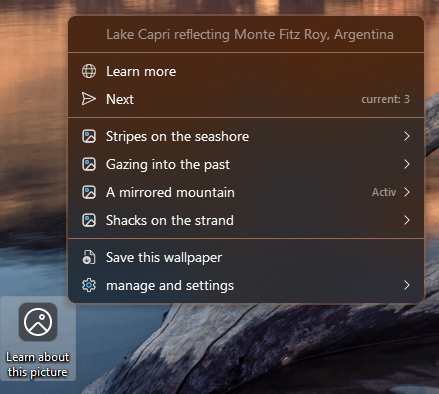 Lake Capri reflecting Monte Fitz Roy, Argentina
Learn more
Next current: 3
Stripes on the seashore
Gazing into the past
A mirrored mountain Activ
Shacks on the strand
Save this wallpaper
manage and settings
Learn about
this picture